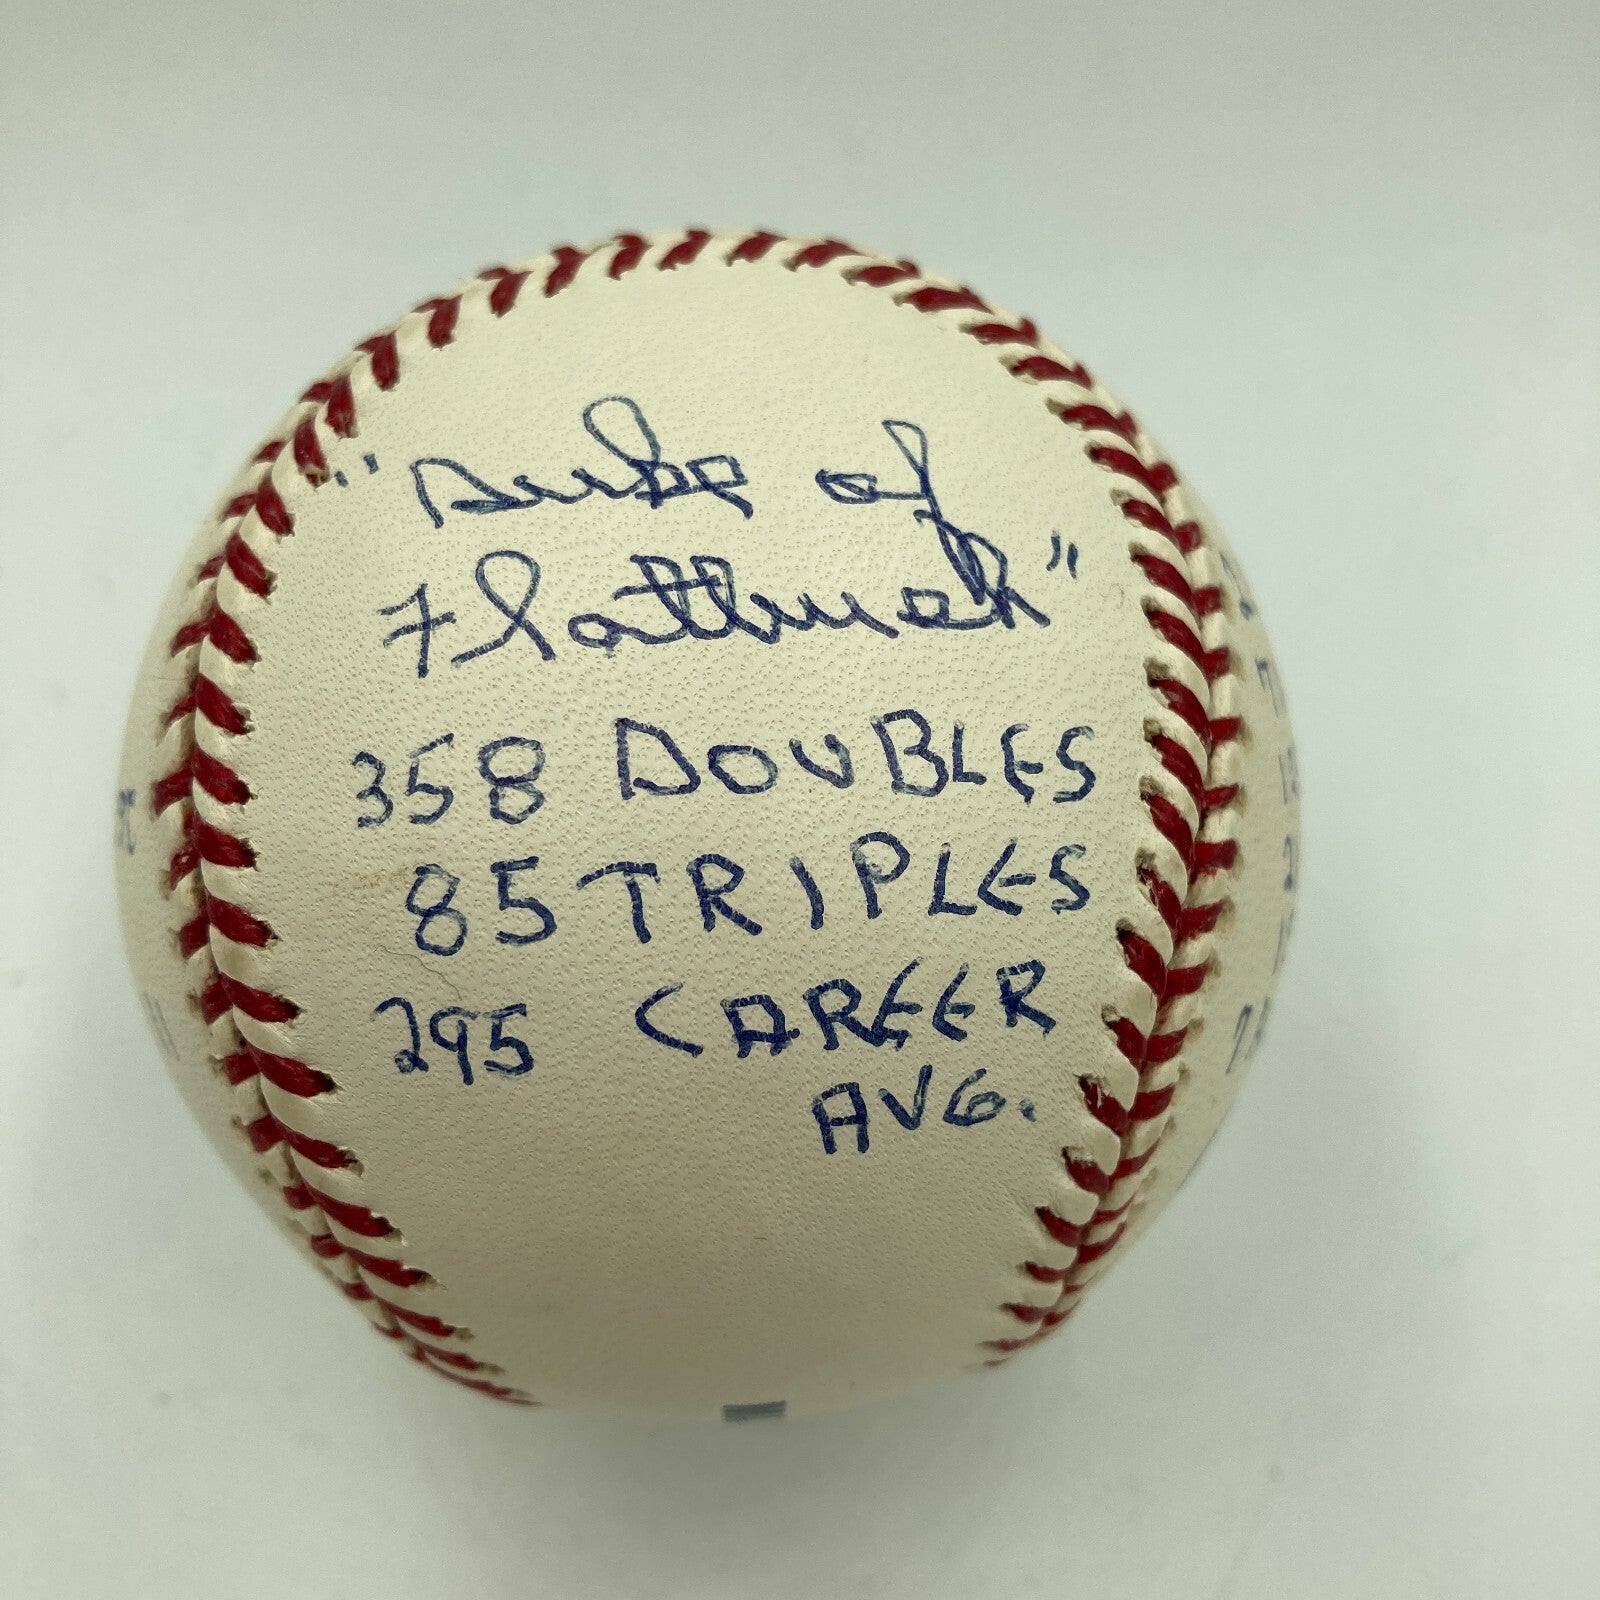 "Duke of
Flatbush"
358 DOUBLES
85 TRIPLES
295 CAREER
AVG.